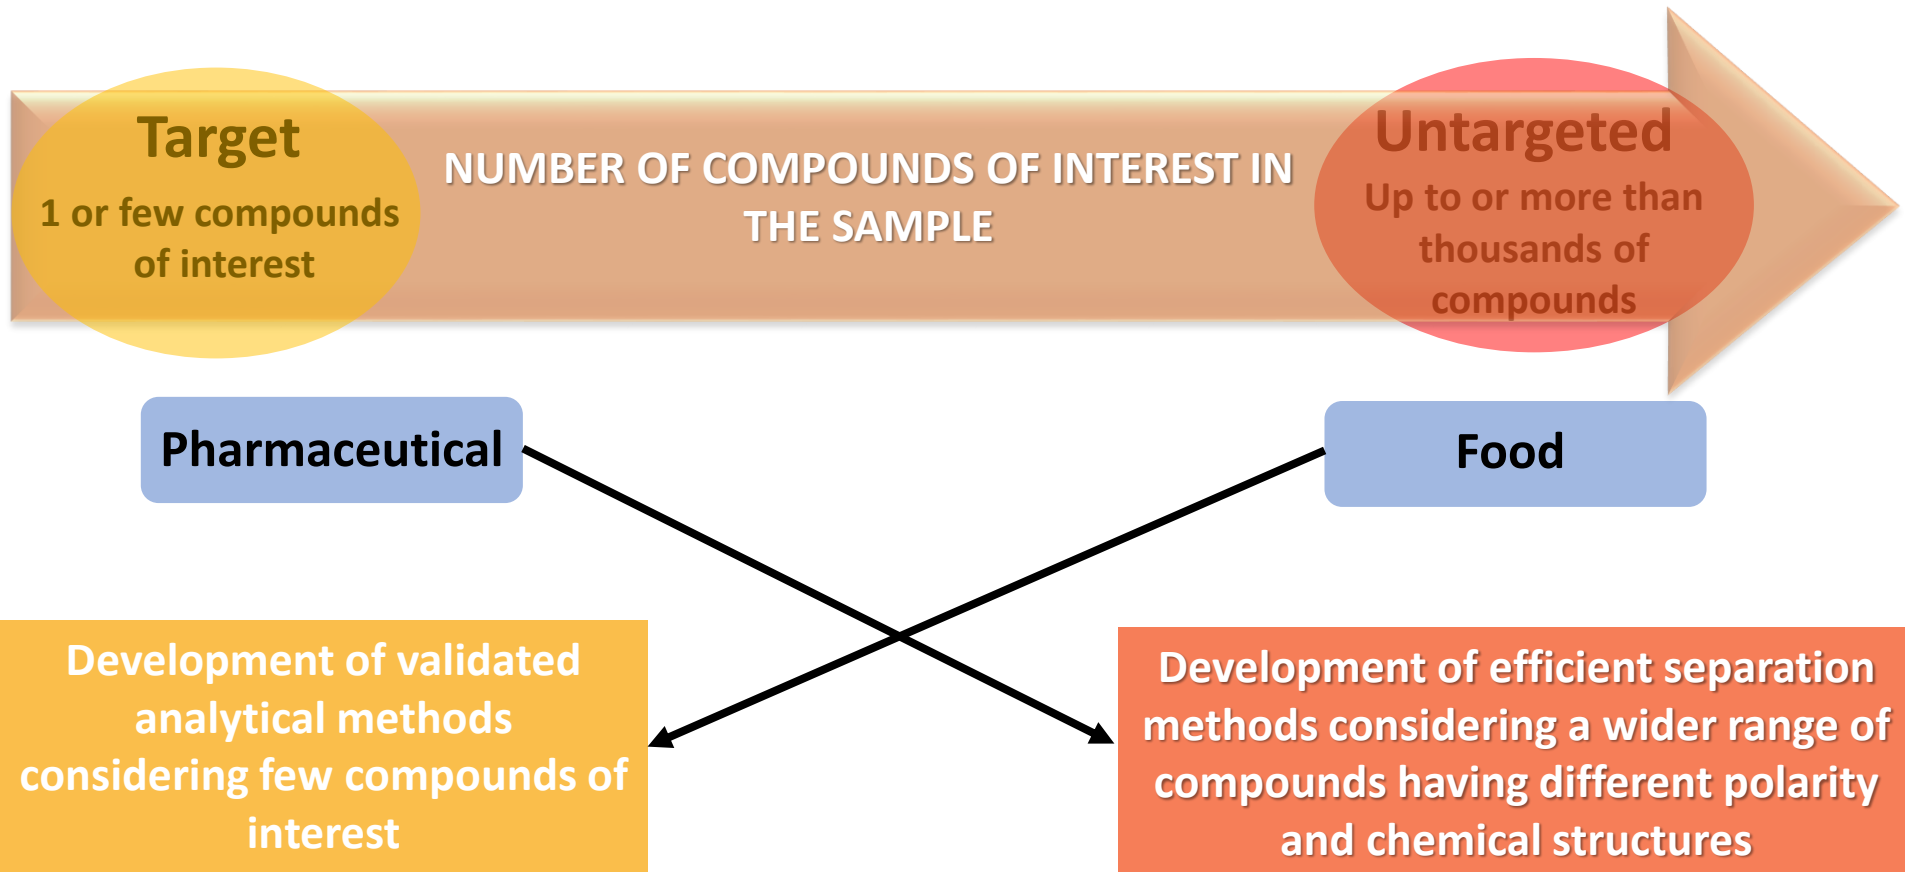 Target
1 or few compounds
of interest
NUMBER OF COMPOUNDS OF INTEREST IN
THE SAMPLE
Untargeted
Up to or more than
thousands of
compounds
Pharmaceutical
Food
Development of validated
analytical methods
considering few compounds of
interest
Development of efficient separation
methods considering a wider range of
compounds having different polarity
and chemical structures